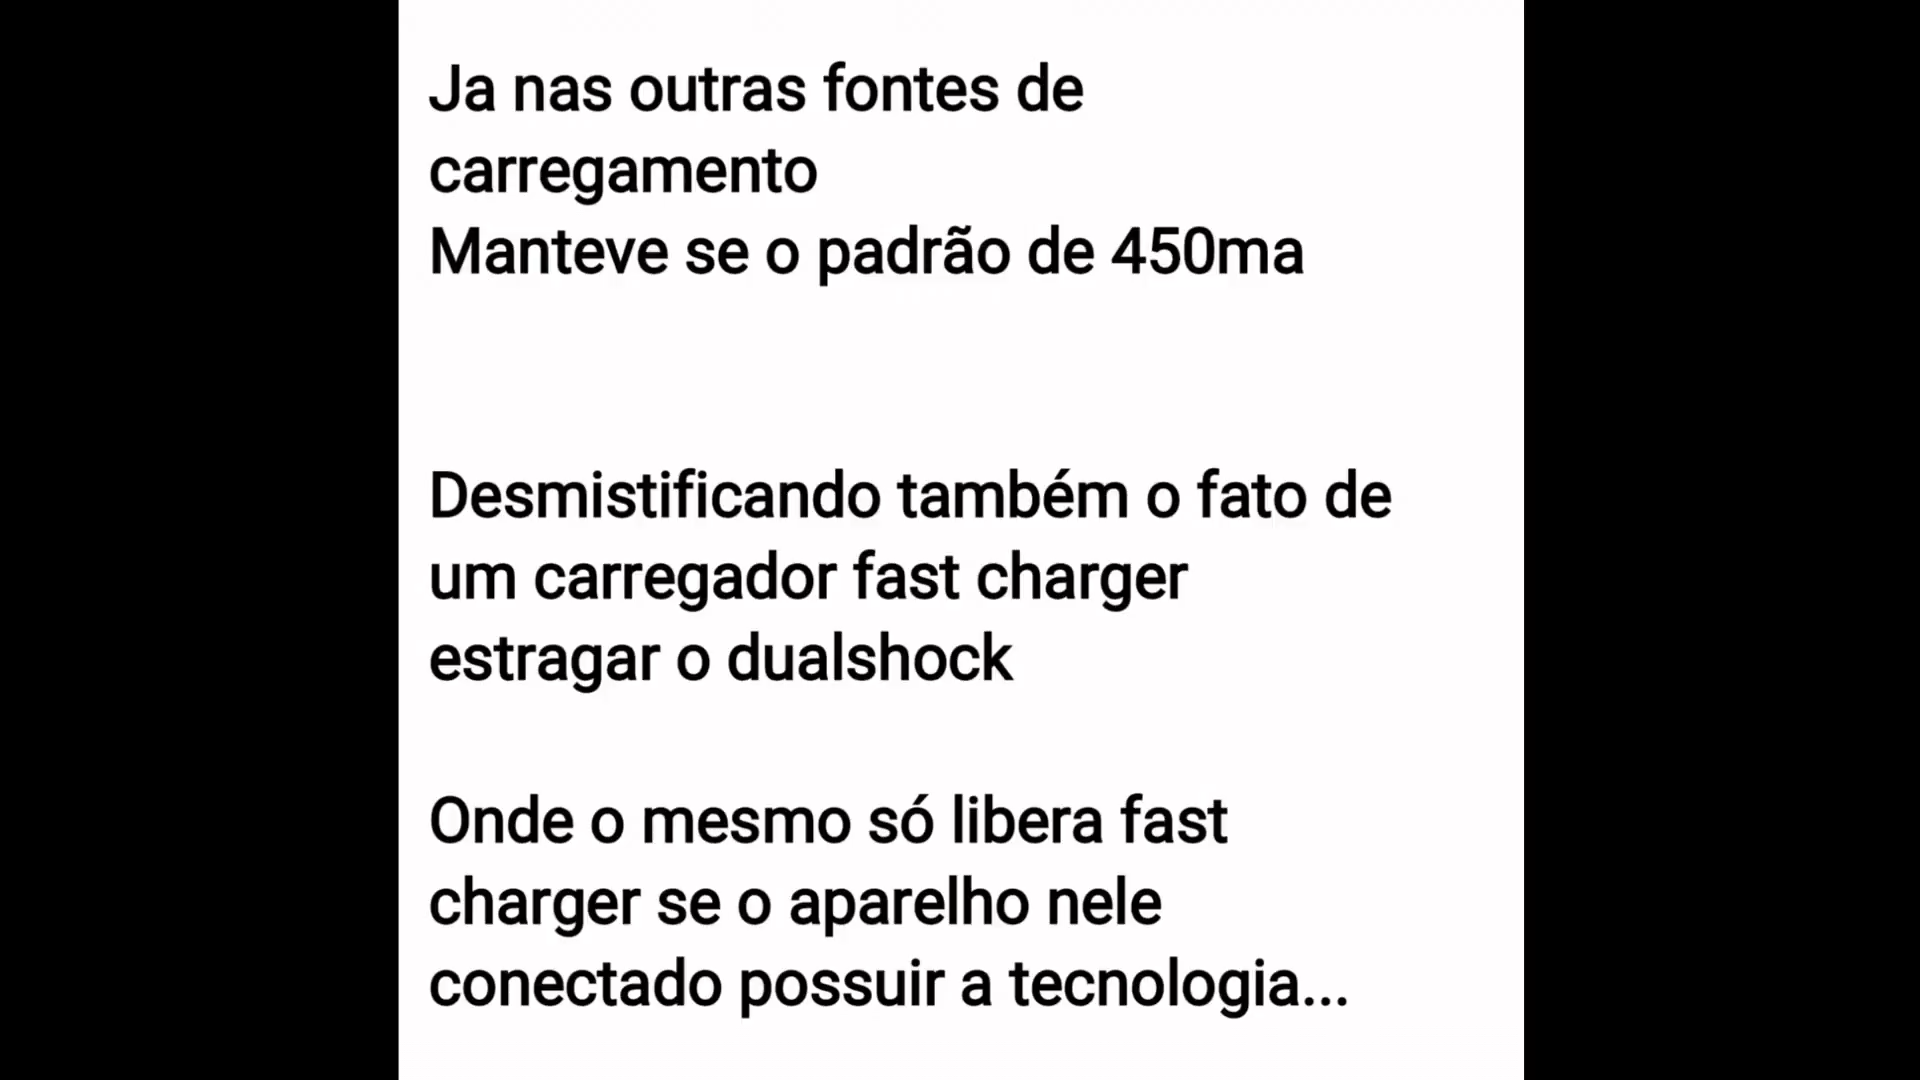 Ja nas outras fontes de
carregamento
Manteve se o padrão de 450ma
Desmistificando também o fato de
um carregador fast charger
estragar o dualshock
Onde o mesmo só libera fast
charger se o aparelho nele
conectado possuir a tecnologia...